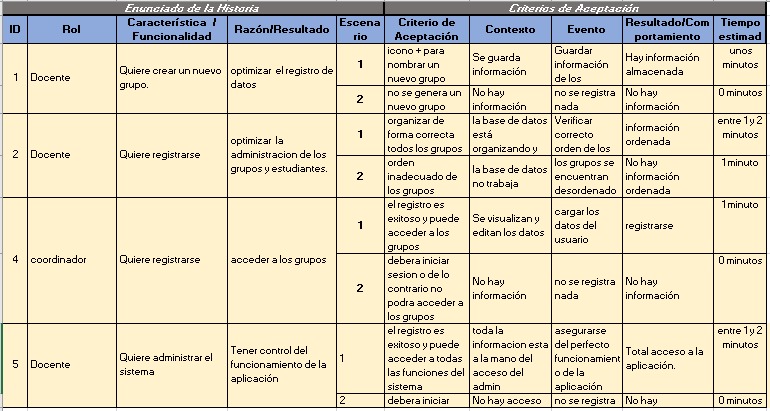 Enunciado de la Historia
Criterios de Aceptación
ID
Rol
Característica /
Funcionalidad
Razón/Resultado
Escena
rio
Criterio de
Aceptación
Contexto
Evento
Resultado/Com
portamiento
Tiempo
estimad
1
Docente
Quiere crear un nuevo
grupo.
optimizar el registro de
datos
1
icono + para
nombrar un
nuevo grupo
Se guarda
información
Guardar
información
de los
Hay información
almacenada
unos
minutos
2
no se genera un
nuevo grupo
No hay
información
no se registra
nada
No hay
información
0 minutos
2
Docente
Quiere registrarse
optimizar la
administracion de los
grupos y estudiantes.
1
organizar de
forma correcta
todos los grupos
la base de datos
está
organizando y
Verificar
correcto
orden de los
información
ordenada
entre 1 y 2
minutos
2
orden
inadecuado de
los grupos
la base de datos
no trabaja
los grupos se
encuentran
desordenado
No hay
información
ordenada
1 minuto
4
coordinador
Quiere registrarse
acceder a los grupos
1
el registro es
exitoso y puede
acceder a los
grupos
Se visualizan y
editan los datos
cargar los
datos del
usuario
registrarse
1 minuto
2
debera iniciar
sesion o de lo
contrario no
podra acceder a
los grupos
No hay
información
no se registra
nada
No hay
información
0 minutos
5
Docente
Quiere administrar el
sistema
Tener control del
funcionamiento de la
aplicación
1
el registro es
exitoso y puede
acceder a todas
las funciones del
sistema
toda la
informacion esta
a la mano del
acceso del
admin
asegurarse
del perfecto
funcionamient
o de la
aplicación
Total acceso a la
aplicación.
entre 1 y 2
minutos
2
debera iniciar
No hay acceso
no se registra
No hay
0 minutos